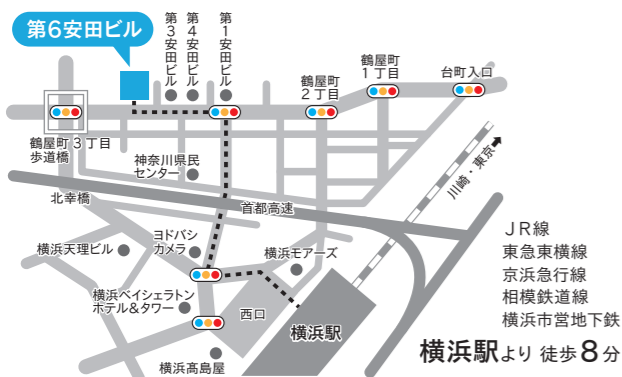 第6安田ビル
第3安田ビル
第4安田ビル
第1安田ビル
鶴屋町
2丁目
鶴屋町
1丁目
台町入口
鶴屋町3丁目
歩道橋
神奈川県民
センター
川崎・東京
北幸橋
首都高速
横浜天理ビル
ヨドバシ
カメラ
横浜モアーズ
横浜ベイシェラトン
ホテル&タワー
西口
横浜駅
横浜髙島屋
JR線
東急東横線
京浜急行線
相模鉄道線
横浜市営地下鉄
横浜駅より 徒歩8分